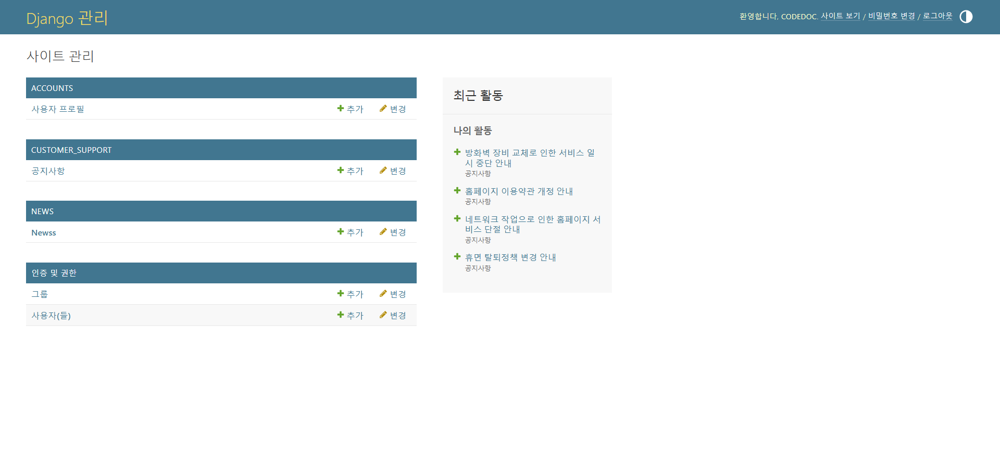 Django 관리
환영합니다, CODEDOC. 사이트 보기 / 비밀번호 변경 / 로그아웃
사이트 관리
ACCOUNTS
사용자 프로필 추가 변경
CUSTOMER_SUPPORT
공지사항 추가 변경
NEWS
Newss 추가 변경
인증 및 권한
그룹 추가 변경
사용자(들) 추가 변경
최근 활동
나의 활동
방화벽 장비 교체로 인한 서비스 일
시 중단 안내
공지사항
홈페이지 이용약관 개정 안내
공지사항
네트워크 작업으로 인한 홈페이지 서
비스 단절 안내
공지사항
휴면 탈퇴정책 변경 안내
공지사항